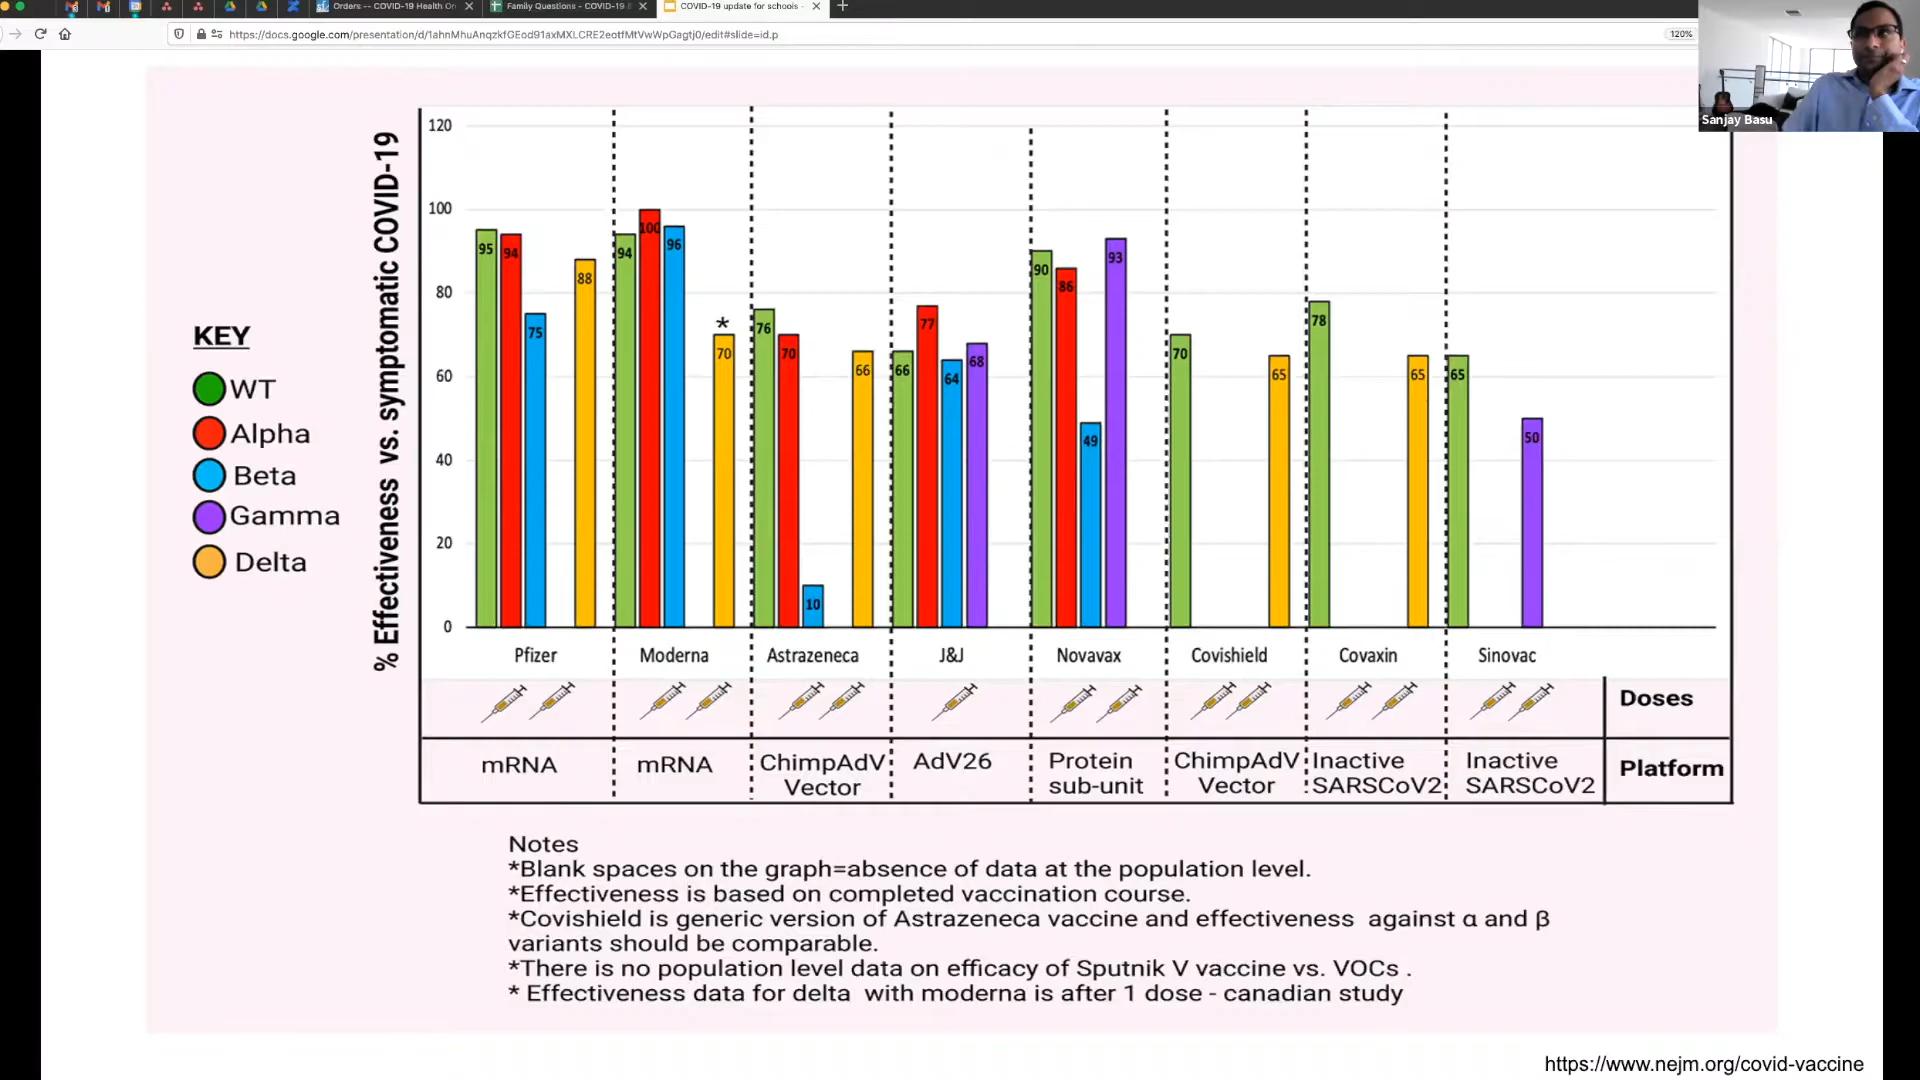 Orders -- COVID-19 Health Or
Family Questions - COVID-19 
COVID-19 update for schools -
https://docs.google.com/presentation/d/1ahnMhuAnqzkfGEod91axMXLCRE2eotfMtVwWpGagtj0/edit#slide=id.p
120%
Sanjay Basu
% Effectiveness vs. symptomatic COVID-19
120
100
80
60
40
20
0
KEY
WT
Alpha
Beta
Gamma
Delta
95 94 75 88
94 100 96 * 70
76 70 10 66
66 77 64 68
90 86 49 93
70 65
78 65
65 50
Pfizer Moderna Astrazeneca J&J Novavax Covishield Covaxin Sinovac
Doses
mRNA mRNA ChimpAdV AdV26 Protein ChimpAdV Inactive Inactive Platform
Vector sub-unit Vector SARSCoV2 SARSCoV2
Notes
*Blank spaces on the graph=absence of data at the population level.
*Effectiveness is based on completed vaccination course.
*Covishield is generic version of Astrazeneca vaccine and effectiveness against α and β
variants should be comparable.
*There is no population level data on efficacy of Sputnik V vaccine vs. VOCs .
* Effectiveness data for delta with moderna is after 1 dose - canadian study
https://www.nejm.org/covid-vaccine